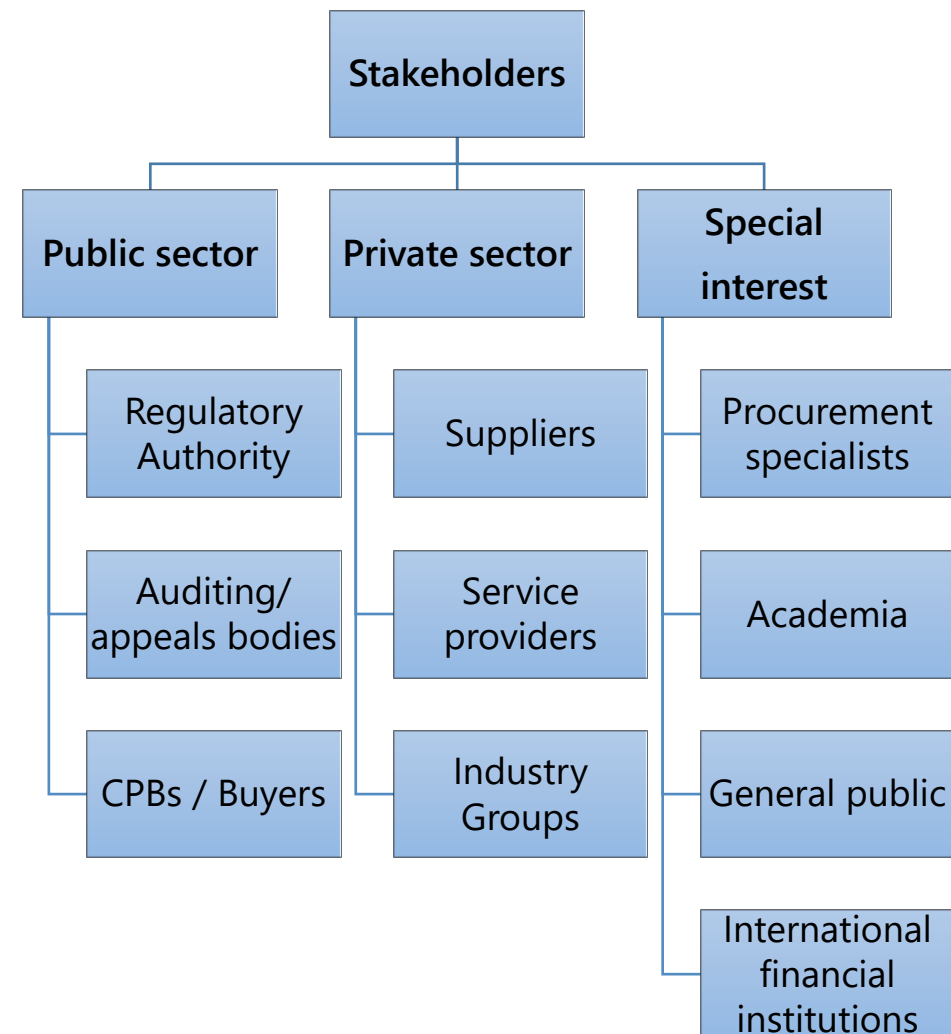 Stakeholders
Public sector
Private sector
Special
interest
Regulatory
Authority
Suppliers
Procurement
specialists
Auditing/
appeals bodies
Service
providers
Academia
CPBs / Buyers
Industry
Groups
General public
International
financial
institutions